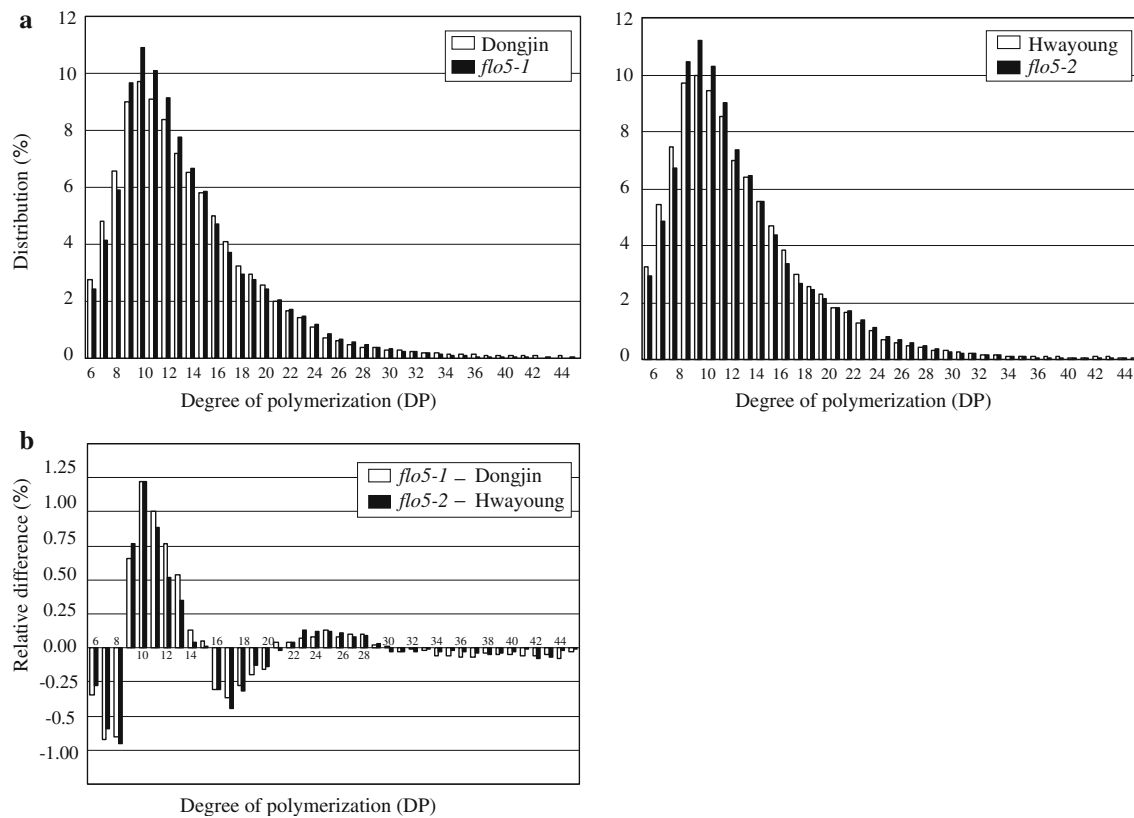 a
12
10
8
6
4
2
0
Distribution (%)
Dongjin
flo5-1
6 8 10 12 14 16 18 20 22 24 26 28 30 32 34 36 40 42 44
Degree of polymerization (DP)
12
10
8
6
4
2
0
Hwayoung
flo5-2
6 8 10 12 14 16 18 20 22 24 26 28 30 32 34 36 40 42 44
Degree of polymerization (DP)
b
1.25
1.00
0.75
0.50
0.25
0.00
-0.25
-0.5
-1.00
Relative difference (%)
flo5-1 – Dongjin
flo5-2 – Hwayoung
6 8 14 16 18 20 30 32 34 36 38 40 42 44
10 12 22 24 26 28
Degree of polymerization (DP)